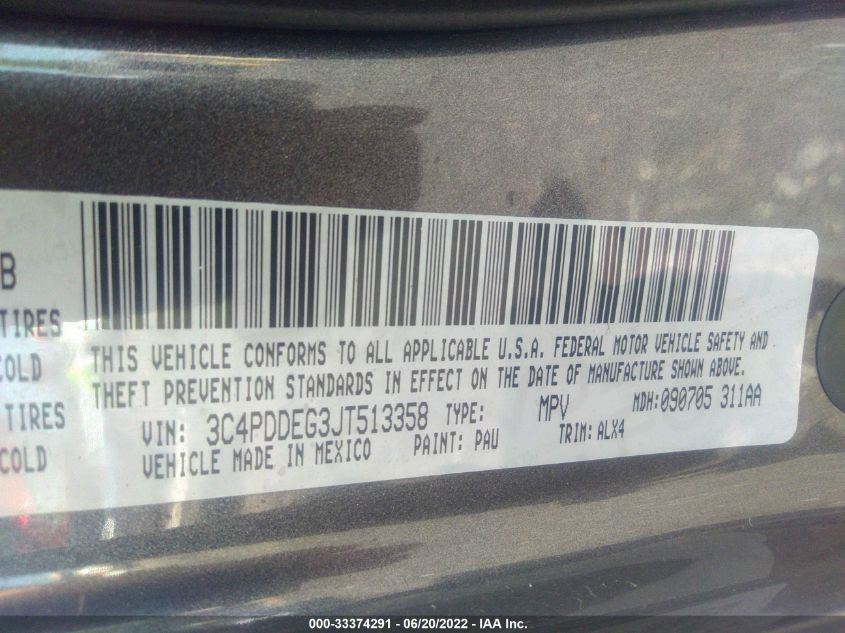 B
TIRES
COLD
TIRES
COLD
THIS VEHICLE CONFORMS TO ALL APPLICABLE U.S.A. FEDERAL MOTOR VEHICLE SAFETY AND
THEFT PREVENTION STANDARDS IN EFFECT ON THE DATE OF MANUFACTURE SHOWN ABOVE.
VIN: 3C4PDDEG3JT513358 TYPE: MPV MDH:090705 311AA
VEHICLE MADE IN MEXICO PAINT: PAU TRIM: ALX4
000-33374291 - 06/20/2022 - IAA Inc.